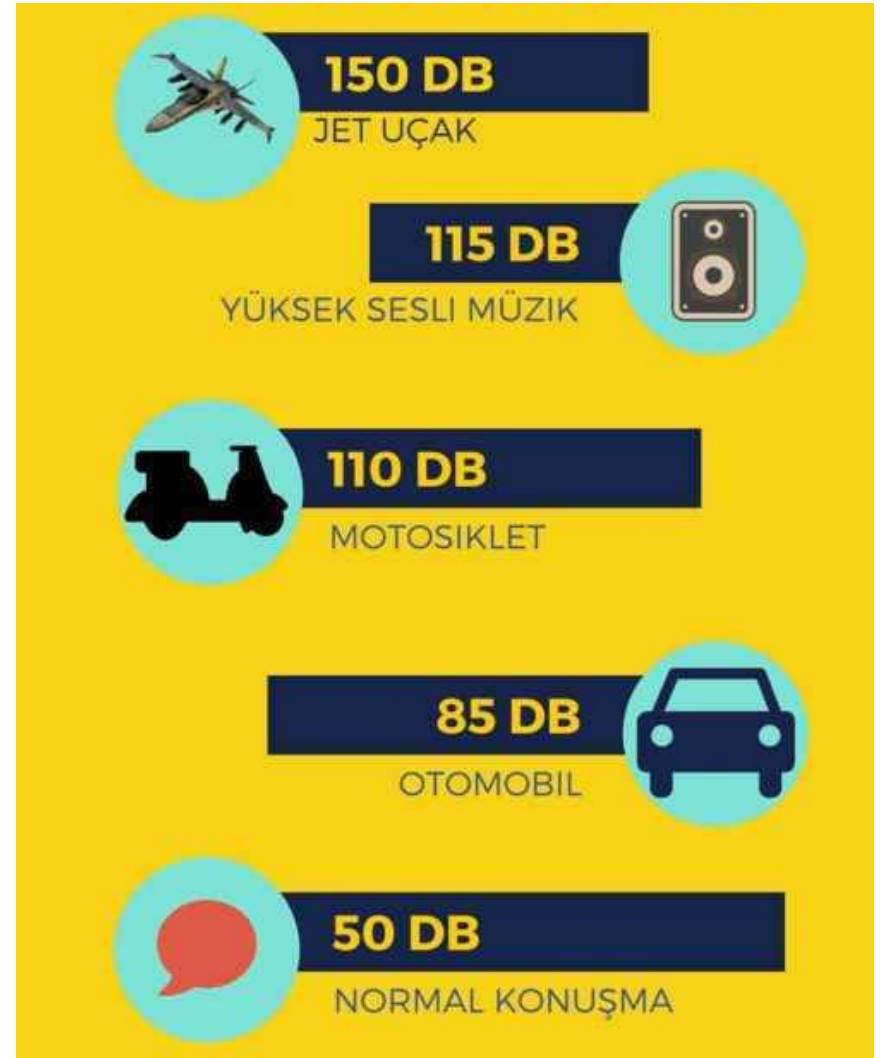 150 DB
JET UÇAK
115 DB
YÜKSEK SESLI MÜZIK
110 DB
MOTOSIKLET
85 DB
OTOMOBIL
50 DB
NORMAL KONUŞMA